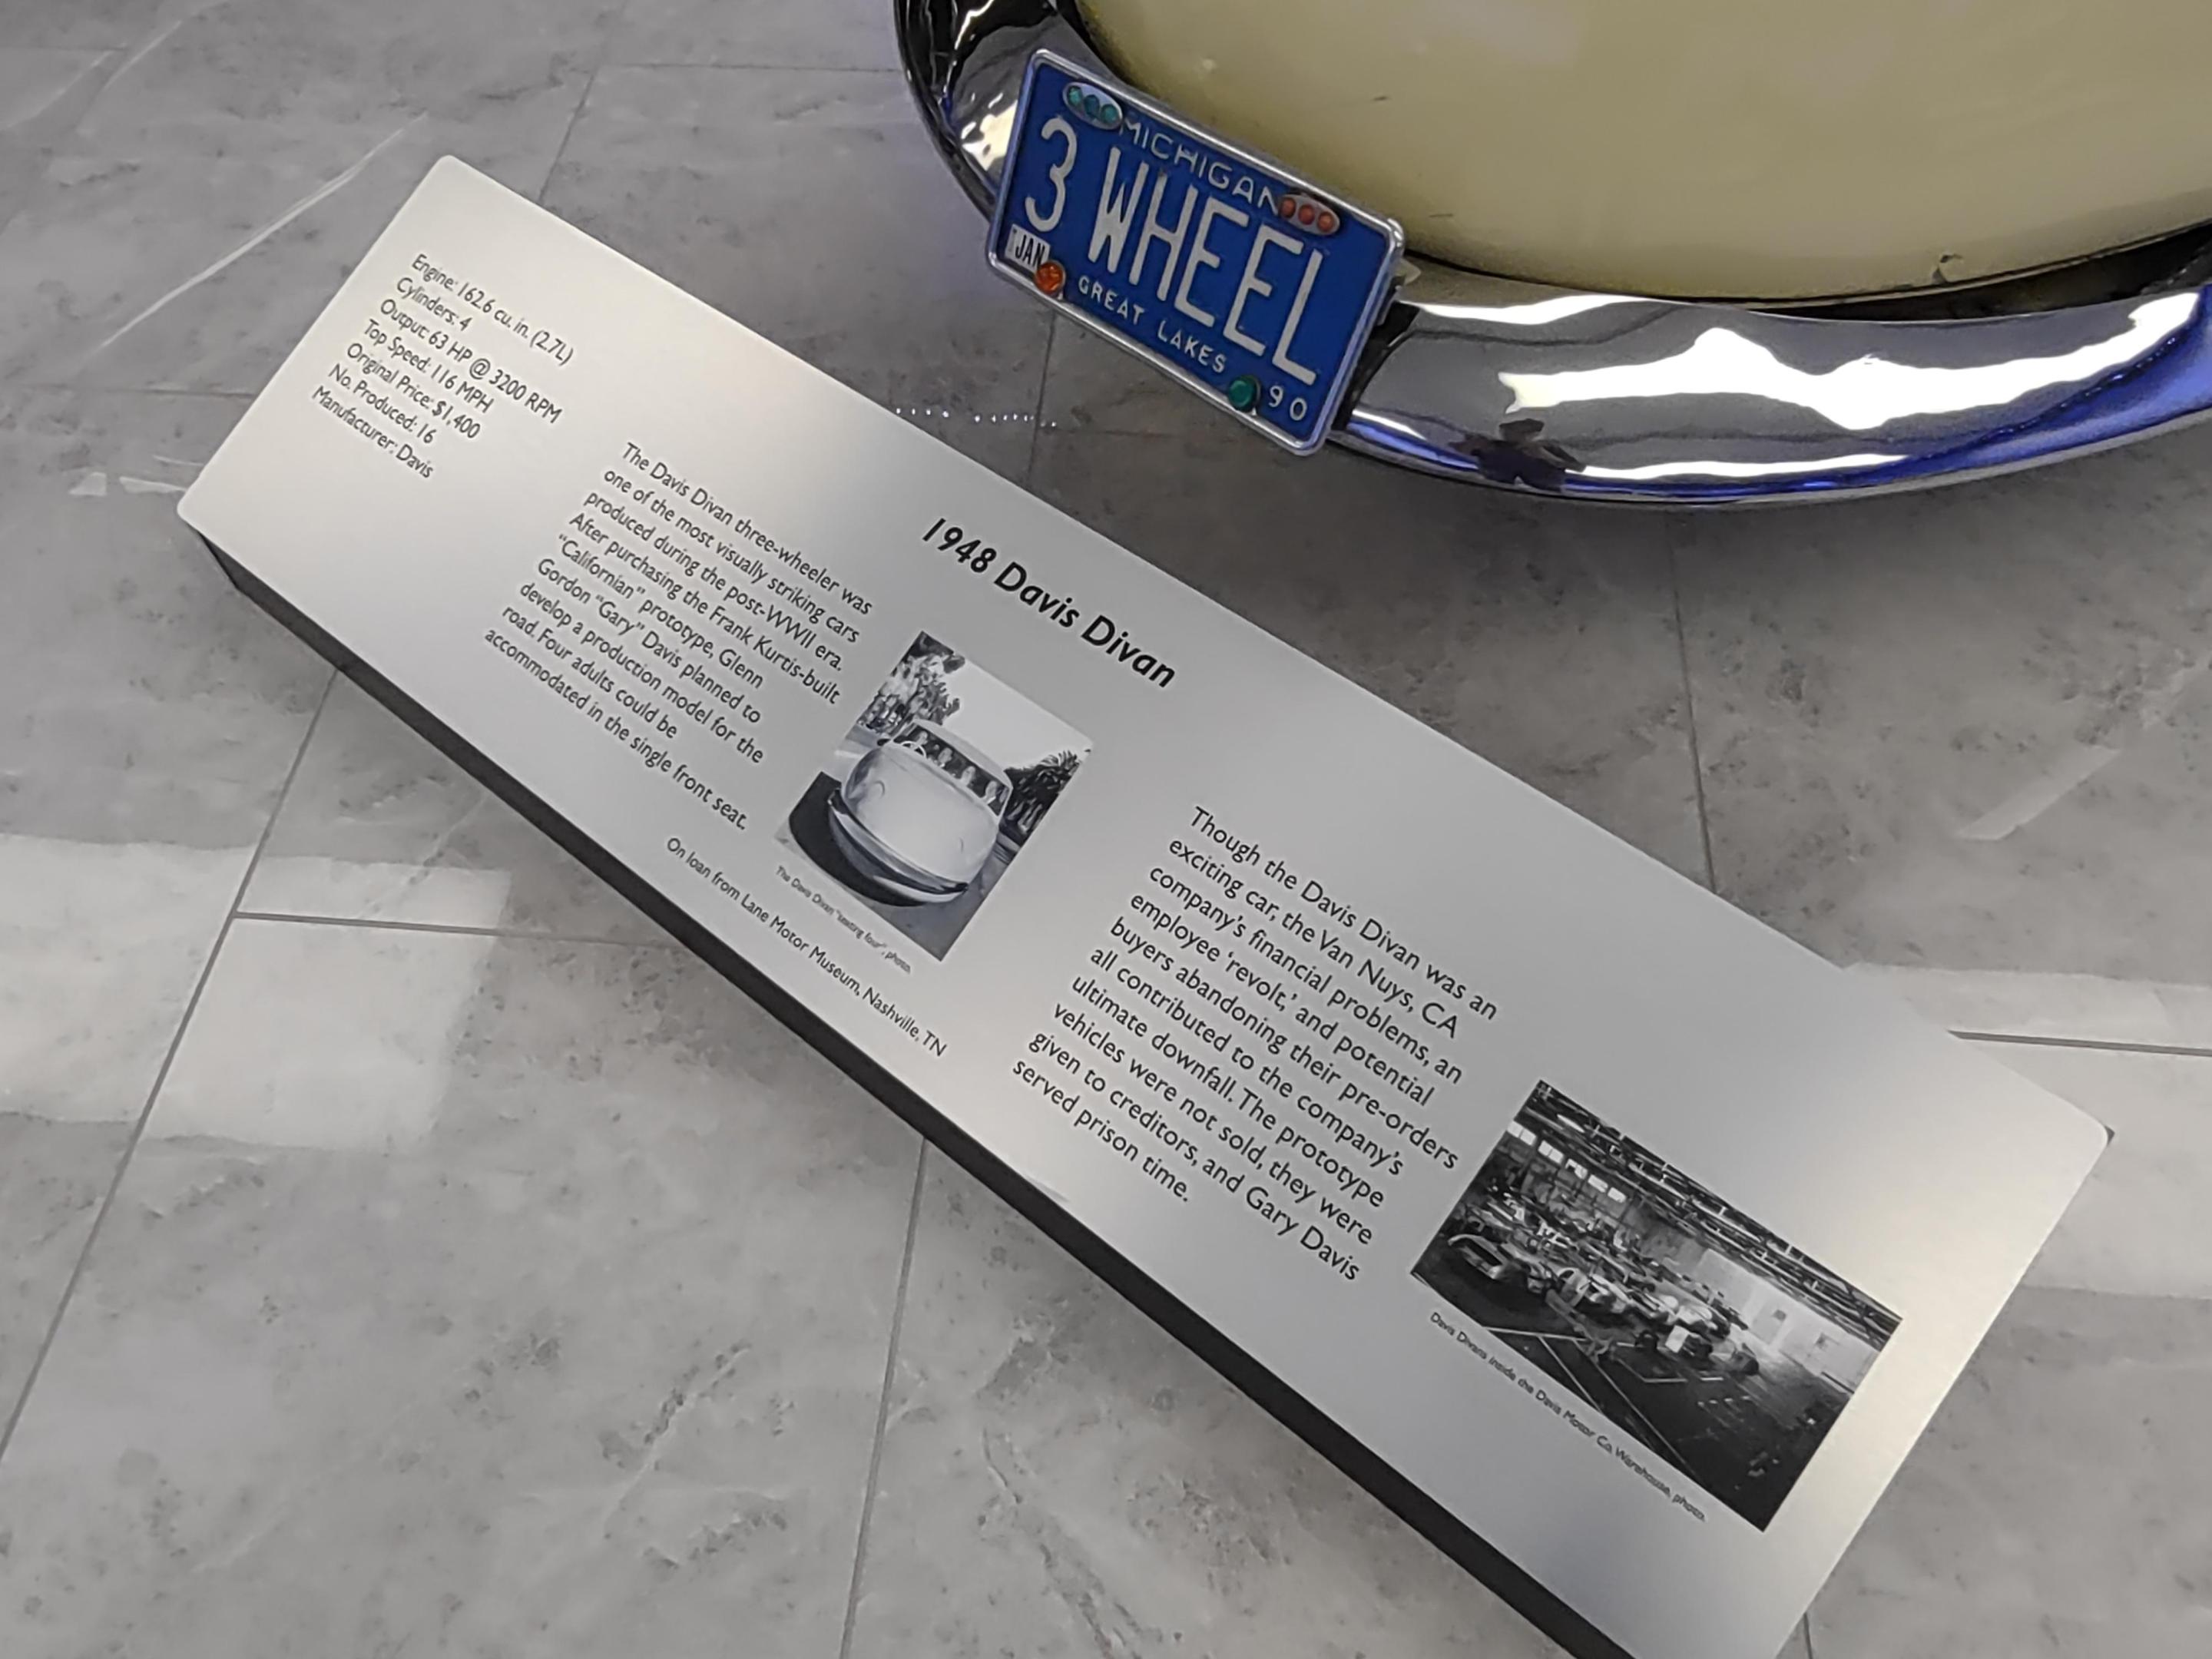 MICHIGAN
3 WHEEL
JAN
GREAT LAKES
90
1948 Davis Divan
Engine: 162.6 cu. in. (2.7L)
Cylinders: 4
Output: 63 HP @ 3200 RPM
Top Speed: 116 MPH
Original Price: $1,400
No. Produced: 16
Manufacturer: Davis
The Davis Divan three-wheeler was
one of the most visually striking cars
produced during the post-WWII era.
After purchasing the Frank Kurtis-built
"Californian" prototype, Glenn
Gordon "Gary" Davis planned to
develop a production model for the
road. Four adults could be
accommodated in the single front seat.
The Davis Divan "seating four", photo.
On loan from Lane Motor Museum, Nashville, TN
Though the Davis Divan was an
exciting car, the Van Nuys, CA
company's financial problems, an
employee 'revolt,' and potential
buyers abandoning their pre-orders
all contributed to the company's
ultimate downfall. The prototype
vehicles were not sold, they were
given to creditors, and Gary Davis
served prison time.
Davis Divans inside the Davis Motor Co. Warehouse, photo.